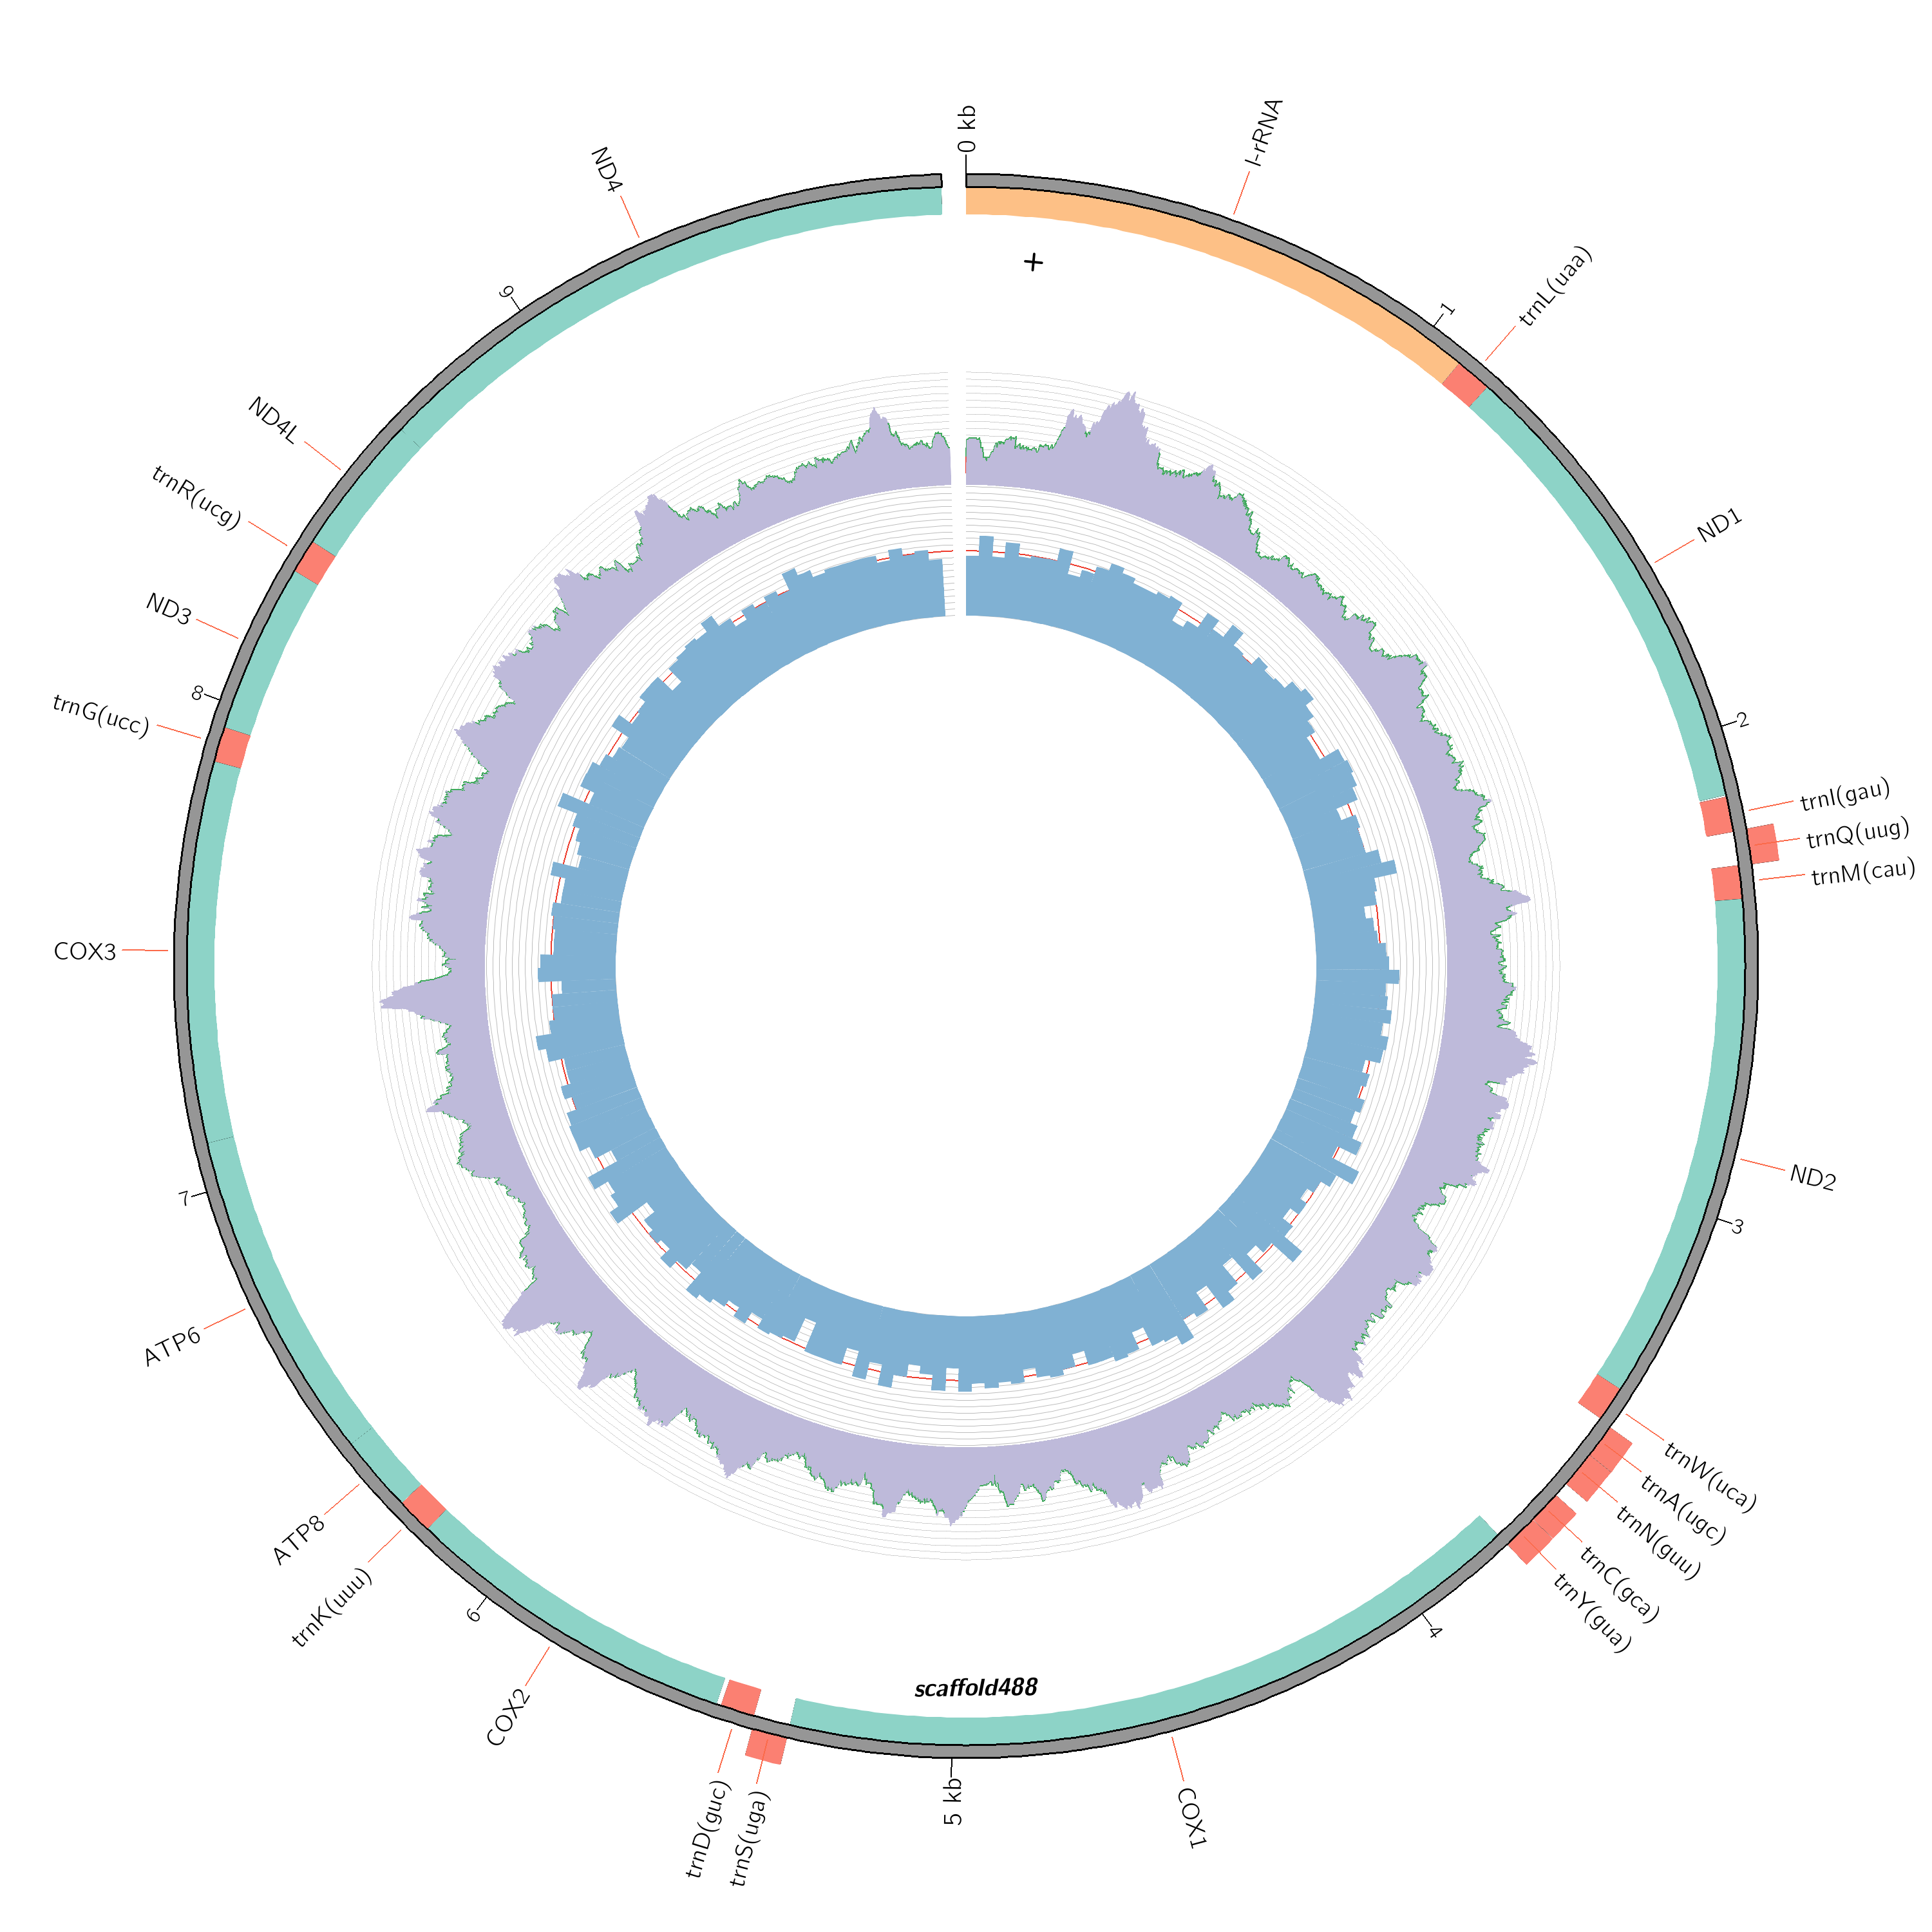 0 kb
l-rRNA
1
trnL(uaa)
ND1
2
trnI(gau)
trnQ(uug)
trnM(cau)
ND2
3
trnW(uca)
trnA(ugc)
trnN(guu)
trnC(gca)
trnY(gua)
4
COX1
5 kb
trnS(uga)
trnD(guc)
COX2
6
trnK(uuu)
ATP8
ATP6
7
COX3
trnG(ucc)
8
ND3
trnR(ucg)
ND4L
9
ND4
+
scaffold488